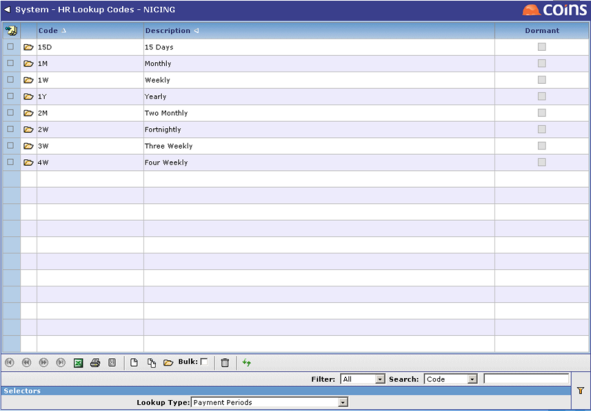 System - HR Lookup Codes - NICING
COINS
Code Description Dormant
15D 15 Days
1M Monthly
1W Weekly
1Y Yearly
2M Two Monthly
2W Fortnightly
3W Three Weekly
4W Four Weekly
Bulk:
Filter: All Search: Code
Selectors
Lookup Type: Payment Periods